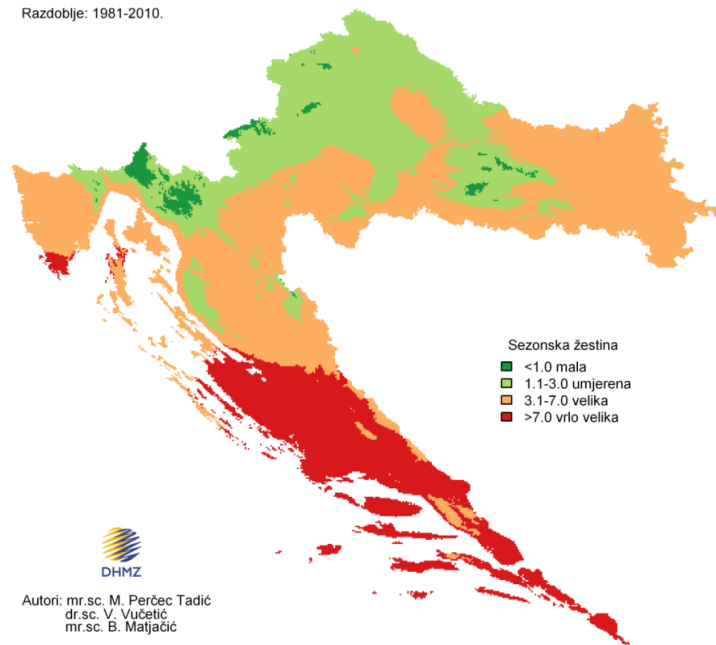 Razdoblje: 1981-2010.
Sezonska žestina
<1.0 mala
1.1-3.0 umjerena
3.1-7.0 velika
>7.0 vrlo velika
DHMZ
Autori: mr.sc. M. Perčec Tadić
dr.sc. V. Vučetić
mr.sc. B. Matjačić